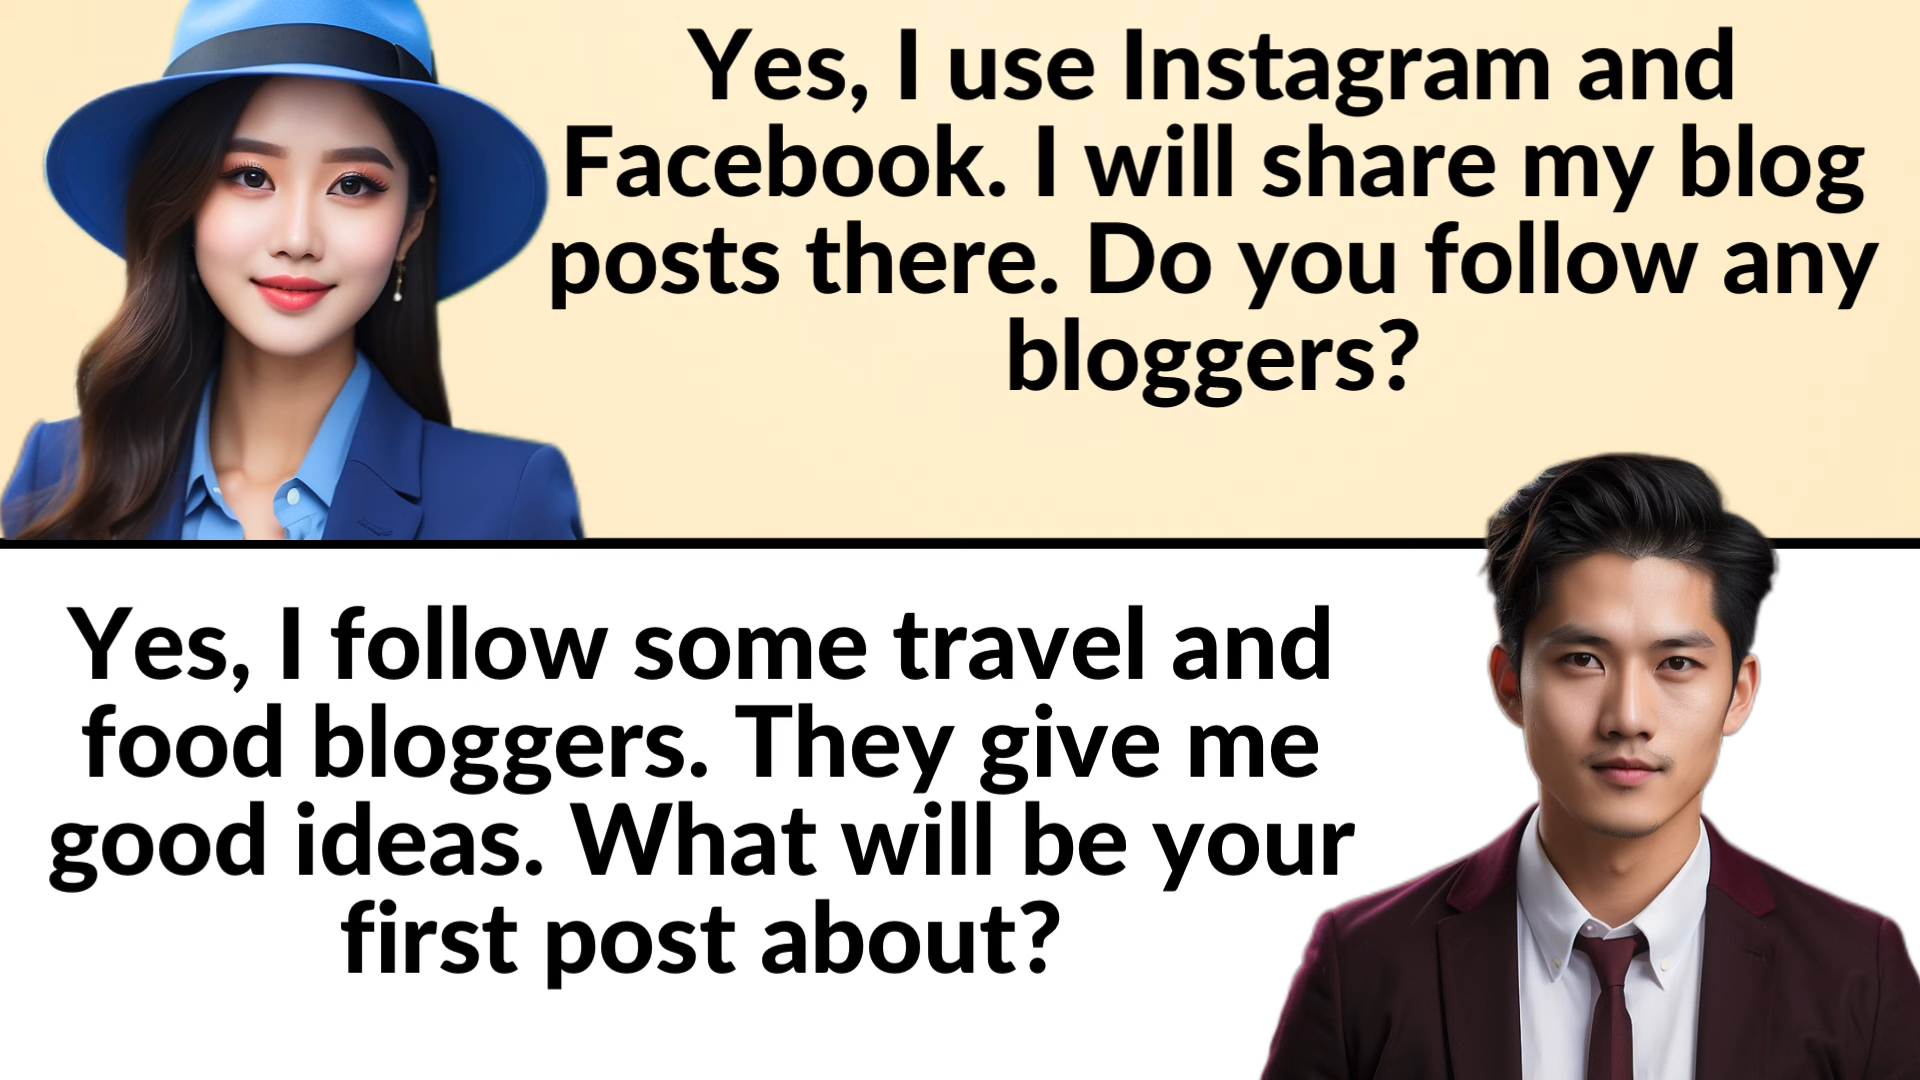 Yes, I use Instagram and
Facebook. I will share my blog
posts there. Do you follow any
bloggers?
Yes, I follow some travel and
food bloggers. They give me
good ideas. What will be your
first post about?